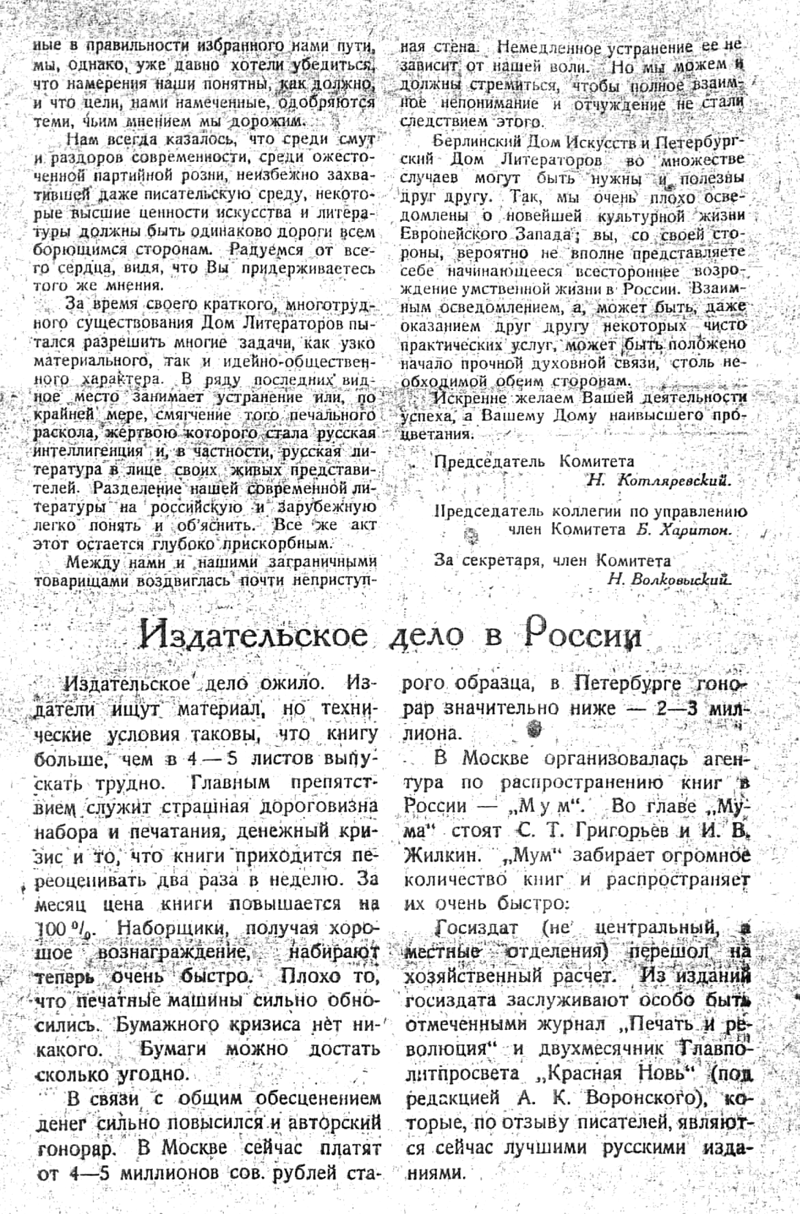 ные в правильности избранного нами пути,
мы, однако, уже давно хотели убедиться,
что намерения наши понятны, как должно,
и что цели, нами намеченные, одобряются
теми, чьим мнением мы дорожим.
Нам всегда казалось, что среди смут
и раздоров современности, среди ожесто-
ченной партийной розни, неизбежно захва-
тившей даже писательскую среду, некото-
рые высшие ценности искусства и литера-
туры должны быть одинаково дороги всем
борющимся сторонам. Радуемся от все-
го сердца, видя, что Вы придерживаетесь
того же мнения.
За время своего краткого, многотруд-
ного существования Дом Литераторов пы-
тался разрешить многие задачи, как узко
материального, так и идейно-обществен-
ного характера. В ряду последних вид-
ное место занимает устранение или, по
крайней мере, смягчение того печального
раскола, жертвою которого стала русская
интеллигенция и, в частности, русская ли-
тература в лице своих живых представи-
телей. Разделение нашей современной ли-
тературы на российскую и зарубежную
легко понять и об'яснить. Все же акт
этот остается глубоко прискорбным.
Между нами и нашими заграничными
товарищами воздвиглась почти неприступ-
ная стена. Немедленное устранение ее не
зависит от нашей воли. Но мы можем и
должны стремиться, чтобы полное взаим-
ное непонимание и отчуждение не стали
следствием этого.
Берлинский Дом Искусств и Петербург-
ский Дом Литераторов во множестве
случаев могут быть нужны и полезны
друг другу. Так, мы очень плохо осве-
домлены о новейшей культурной жизни
Европейского Запада; вы, со своей сто-
роны, вероятно не вполне представляете
себе начинающееся всестороннее возро-
ждение умственной жизни в России. Взаим-
ным осведомлением, а, может быть, даже
оказанием друг другу некоторых чисто
практических услуг, может быть положено
начало прочной духовной связи, столь не-
обходимой обеим сторонам.
Искренне желаем Вашей деятельности
успеха, а Вашему Дому наивысшего про-
цветания.
Председатель Комитета
Н. Котляревский.
Председатель коллегии по управлению
член Комитета Б. Харитон.
За секретаря, член Комитета
Н. Волковыский.
Издательское дело в России
Издательское дело ожило. Из-
датели ищут материал, но техни-
ческие условия таковы, что книгу
больше, чем в 4—5 листов выпу-
скать трудно. Главным препятст-
вием служит страшная дороговизна
набора и печатания, денежный кри-
зис и то, что книги приходится пе-
реоценивать два раза в неделю. За
месяц цена книги повышается на
100%. Наборщики, получая хоро-
шое вознаграждение, набирают
теперь очень быстро. Плохо то,
что печатные машины сильно обно-
сились. Бумажного кризиса нет ни-
какого. Бумаги можно достать
сколько угодно.
В связи с общим обесценением
денег сильно повысился и авторский
гонорар. В Москве сейчас платят
от 4—5 миллионов сов. рублей ста-
рого образца, в Петербурге гоно-
рар значительно ниже — 2—3 мил-
лиона.
В Москве организовалась аген-
тура по распространению книг в
России — „Мум“. Во главе „Му-
ма“ стоят С. Т. Григорьев и И. В.
Жилкин. „Мум“ забирает огромное
количество книг и распространяет
их очень быстро:
Госиздат (не центральный, а
местные отделения) перешол на
хозяйственный расчет. Из изданий
госиздата заслуживают особо быть
отмеченными журнал „Печать и ре-
волюция“ и двухмесячник Главпо-
литпросвета „Красная Новь“ (под
редакцией А. К. Воронского), ко-
торые, по отзыву писателей, являют-
ся сейчас лучшими русскими изда-
ниями.